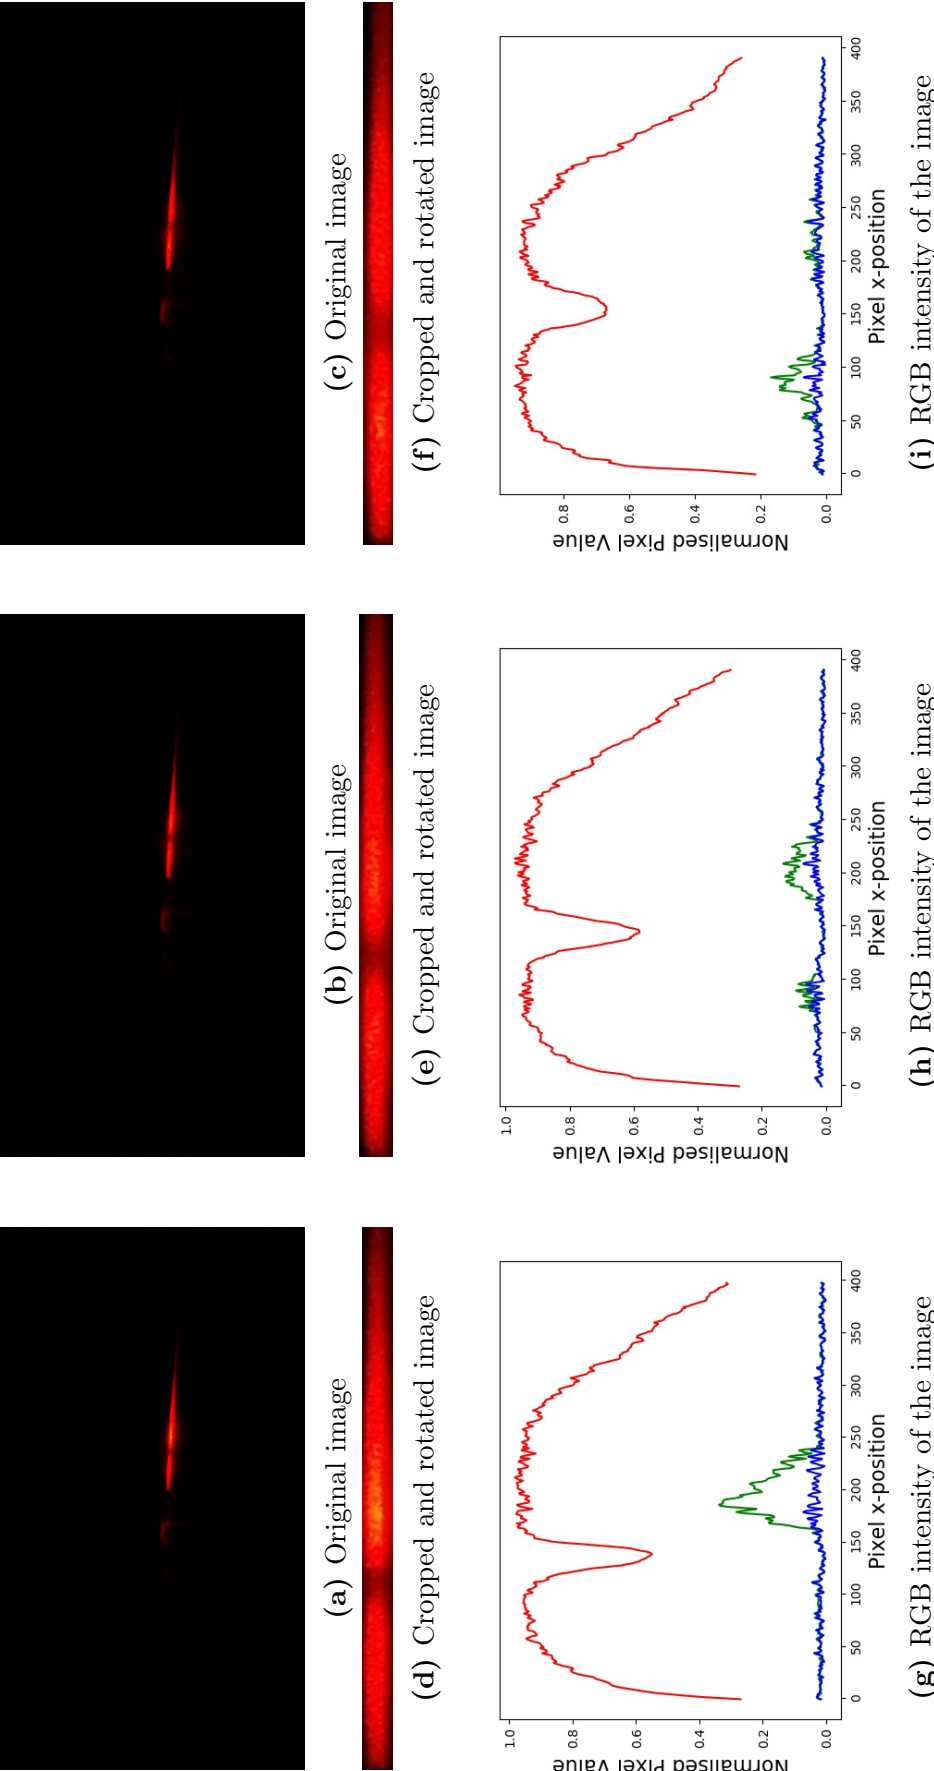 (a) Original image
(b) Original image
(c) Original image
(d) Cropped and rotated image
(e) Cropped and rotated image
(f) Cropped and rotated image
1.0
0.8
0.6
0.4
0.2
0.0
Normalised Pixel Value
0 50 100 150 200 250 300 350 400
Pixel x-position
1.0
0.8
0.6
0.4
0.2
0.0
Normalised Pixel Value
0 50 100 150 200 250 300 350 400
Pixel x-position
0.8
0.6
0.4
0.2
0.0
Normalised Pixel Value
0 50 100 150 200 250 300 350 400
Pixel x-position
(g) RGB intensity of the image
(h) RGB intensity of the image
(i) RGB intensity of the image